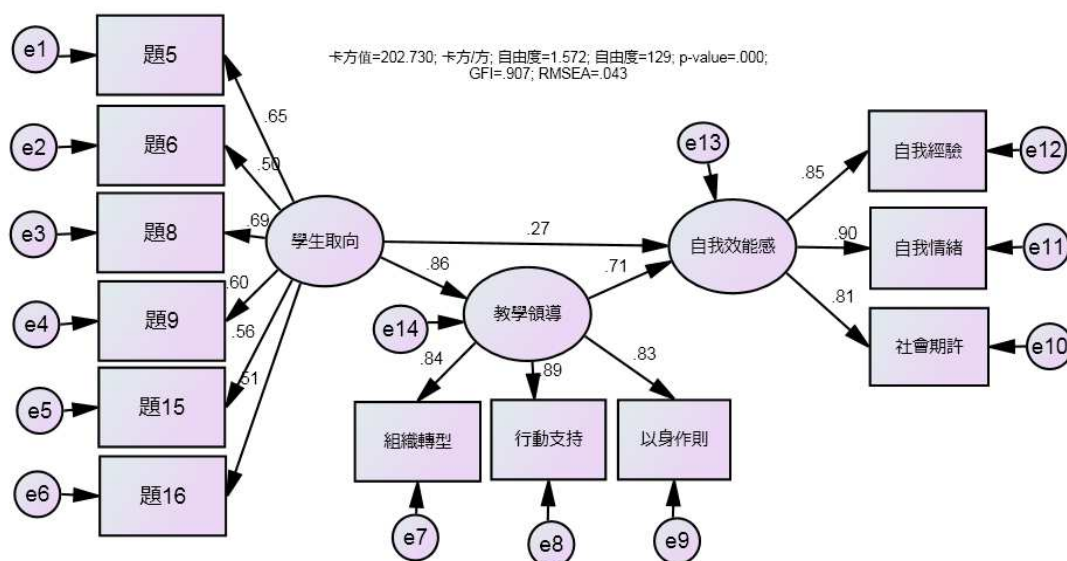 卡方值=202.730; 卡方/方; 自由度=1.572; 自由度=129; p-value=.000;
GFI=.907; RMSEA=.043
e1
題5
.65
e2
題6
.50
e3
題8
.69
e4
題9
.60
e5
題15
.56
e6
題16
.51
學生取向
.27
.86
教學領導
e14
.71
自我效能感
e13
.84
.89
.83
組織轉型
行動支持
以身作則
e7
e8
e9
.85
自我經驗
e12
.90
自我情緒
e11
.81
社會期許
e10